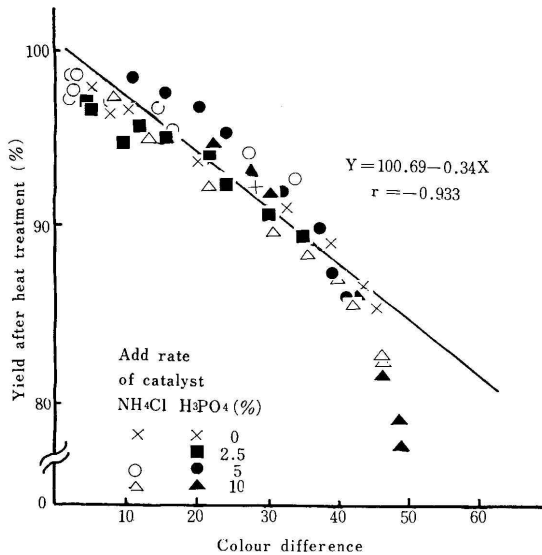 Yield after heat treatment (%)
100
90
80
0
Y=100.69−0.34X
r=−0.933
Add rate
of catalyst
NH4Cl H3PO4 (%)
0
2.5
5
10
10 20 30 40 50 60
Colour difference